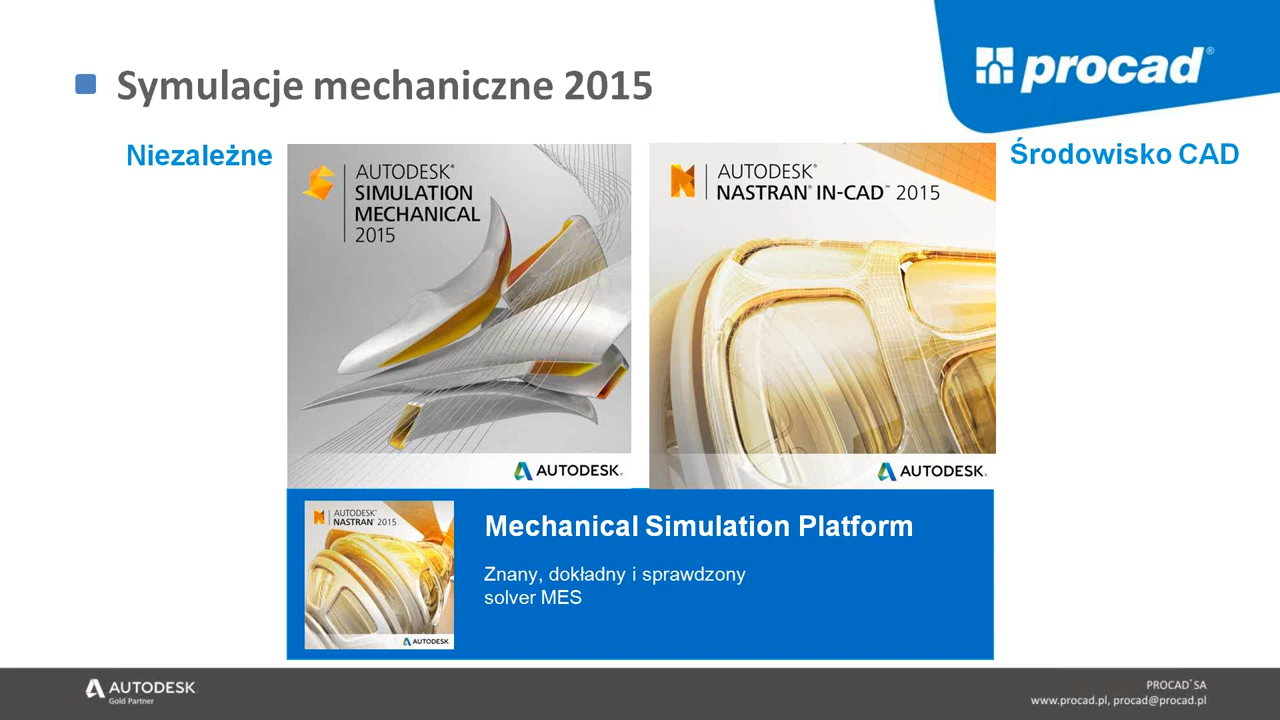 procad®
Symulacje mechaniczne 2015
Niezależne
Środowisko CAD
AUTODESK®
SIMULATION
MECHANICAL
2015
AUTODESK®
NASTRAN® IN-CAD™ 2015
AUTODESK®
AUTODESK®
AUTODESK®
NASTRAN® 2015
AUTODESK®
Mechanical Simulation Platform
Znany, dokładny i sprawdzony
solver MES
AUTODESK
Gold Partner
PROCAD® SA
www.procad.pl, procad@procad.pl